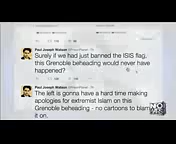 Paul Joseph Watson
Surely if we had just banned the ISIS flag,
this Grenoble beheading would never have
happened?
Paul Joseph Watson
The left is gonna have a hard time making
apologies for extremist Islam on this
Grenoble beheading - no cartoons to blame
it on.